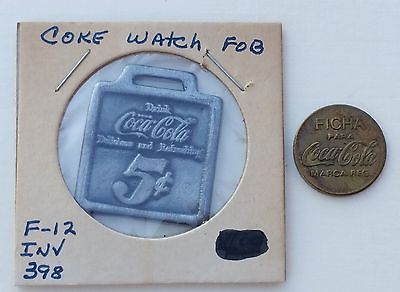 COKE WATCH FOB
Drink
Coca-Cola
Delicious and Refreshing
5¢
F-12
INV
398
FICHA
PARA
Coca-Cola
MARCA REG.